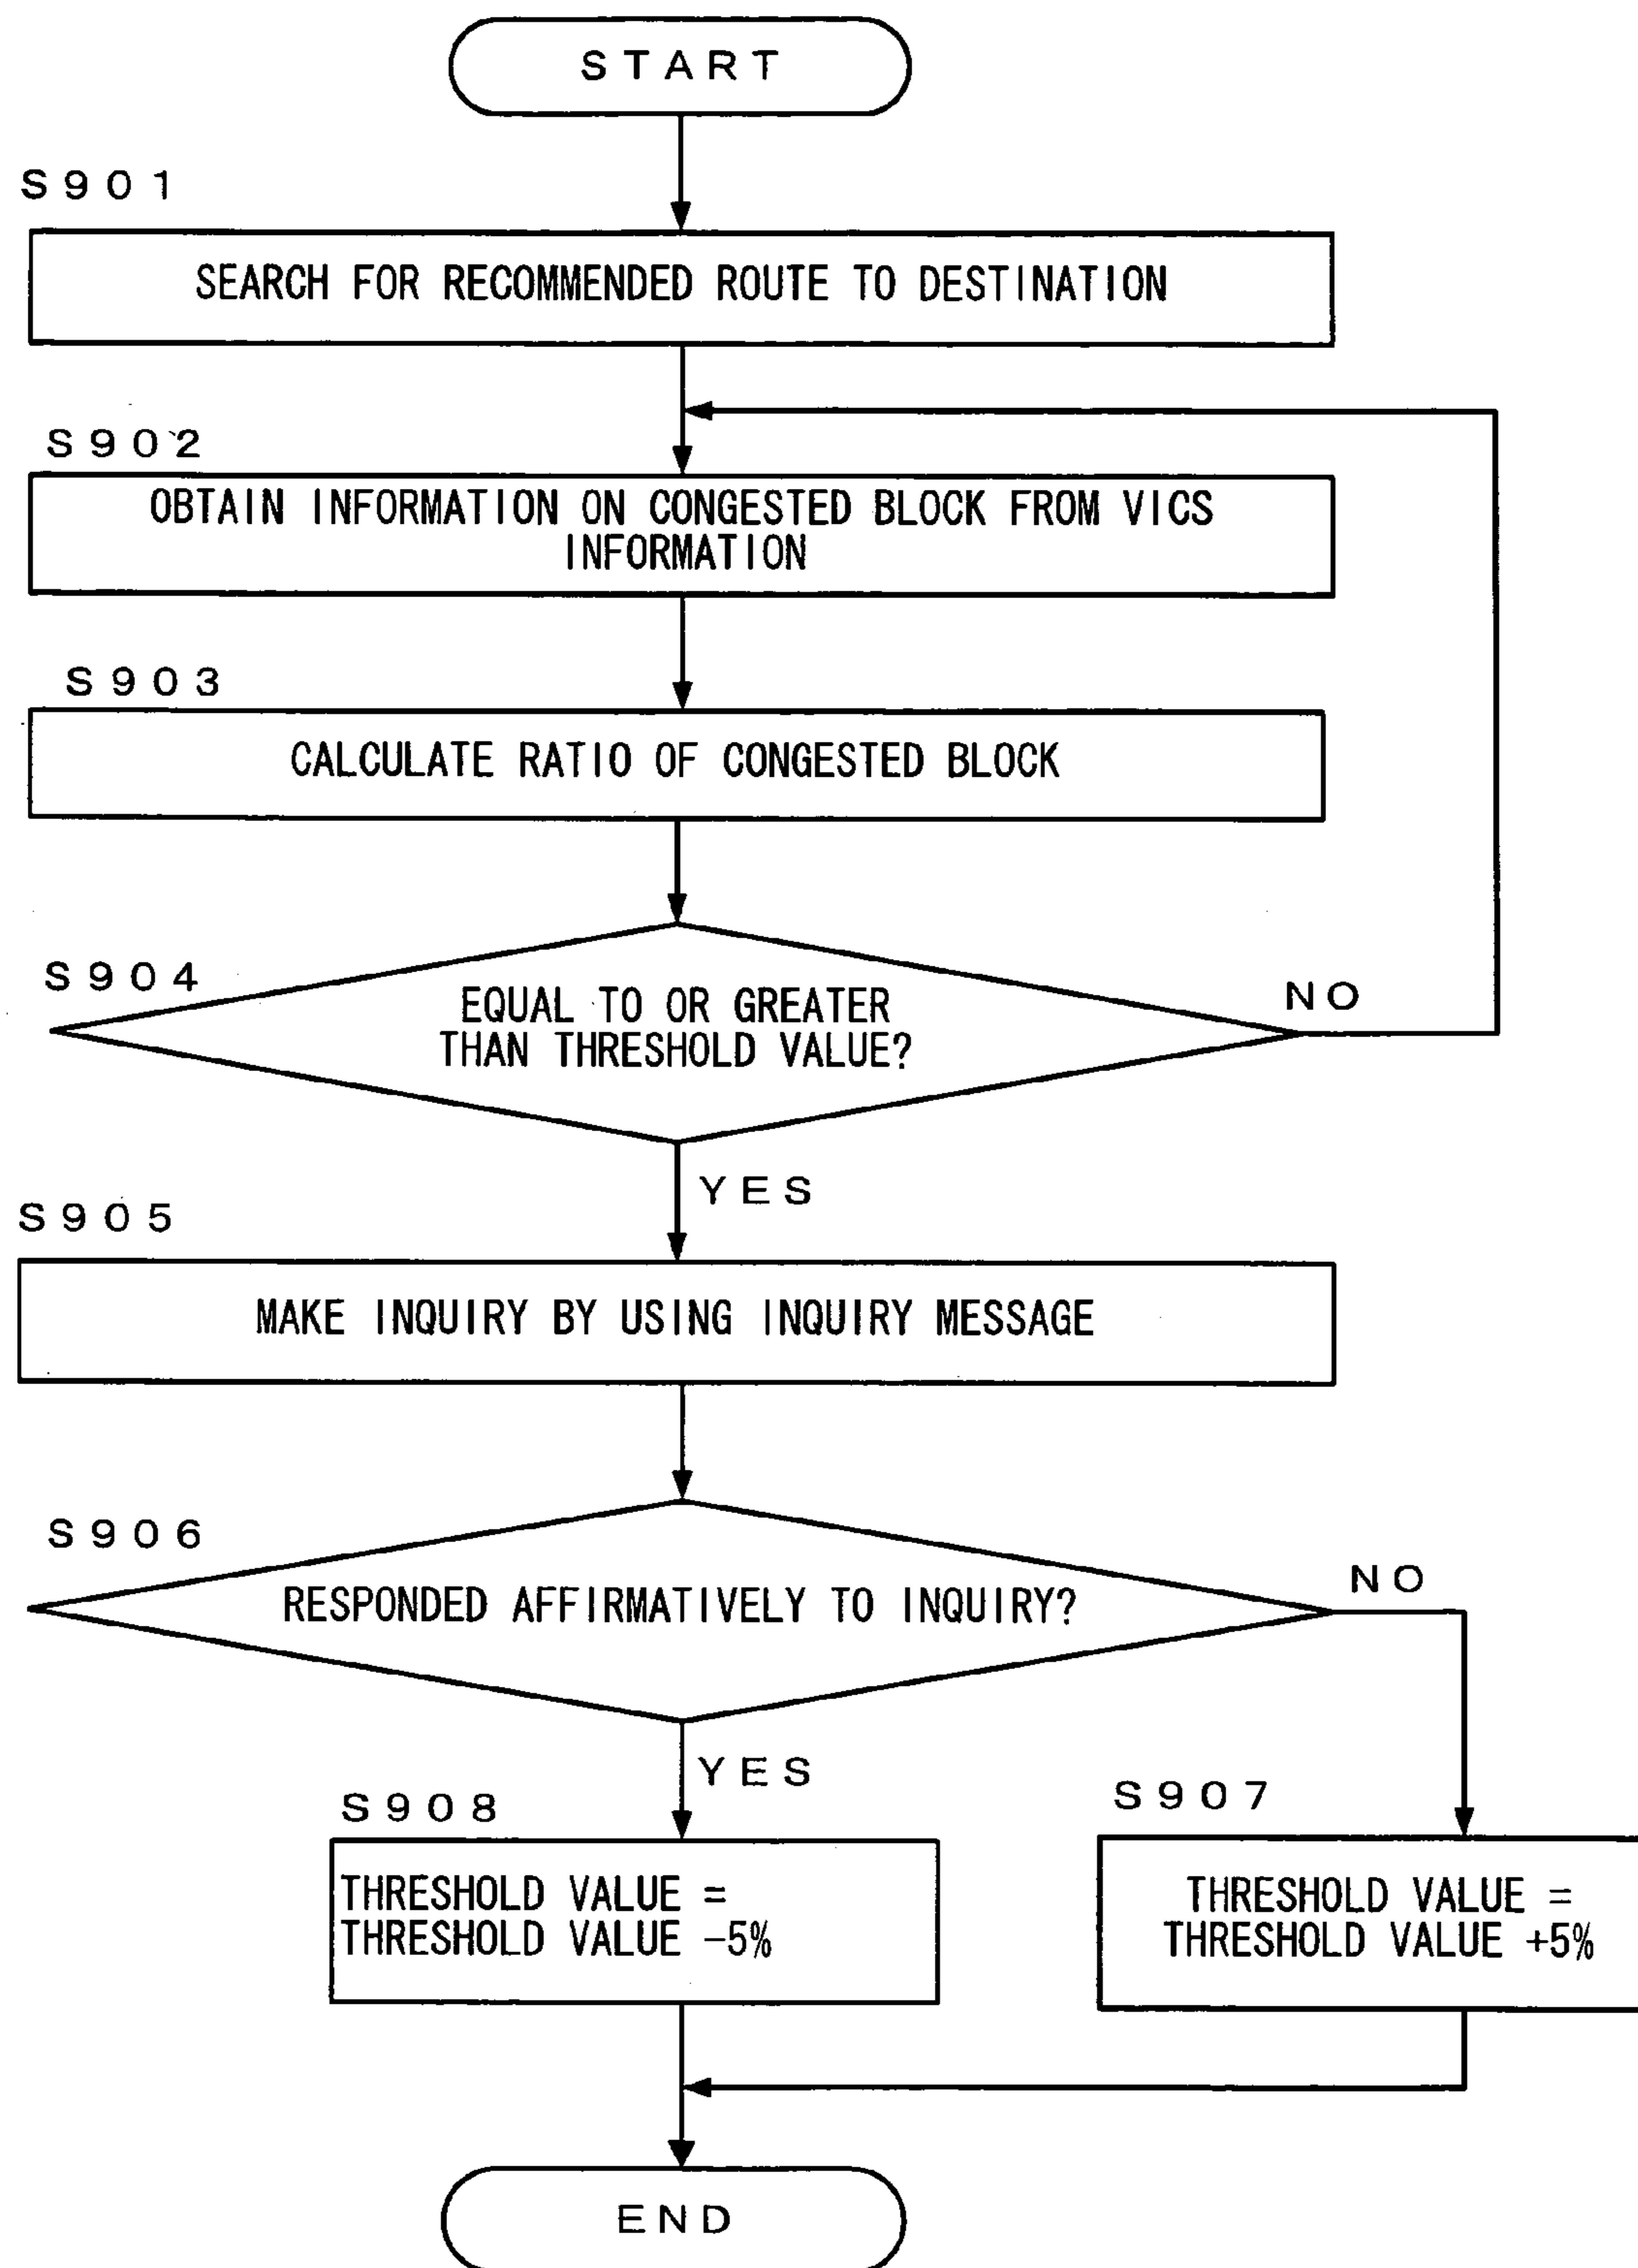 START
S901
SEARCH FOR RECOMMENDED ROUTE TO DESTINATION
S902
OBTAIN INFORMATION ON CONGESTED BLOCK FROM VICS
INFORMATION
S903
CALCULATE RATIO OF CONGESTED BLOCK
S904
EQUAL TO OR GREATER
THAN THRESHOLD VALUE?
NO
YES
S905
MAKE INQUIRY BY USING INQUIRY MESSAGE
S906
RESPONDED AFFIRMATIVELY TO INQUIRY?
NO
YES
S908
THRESHOLD VALUE =
THRESHOLD VALUE -5%
S907
THRESHOLD VALUE =
THRESHOLD VALUE +5%
END